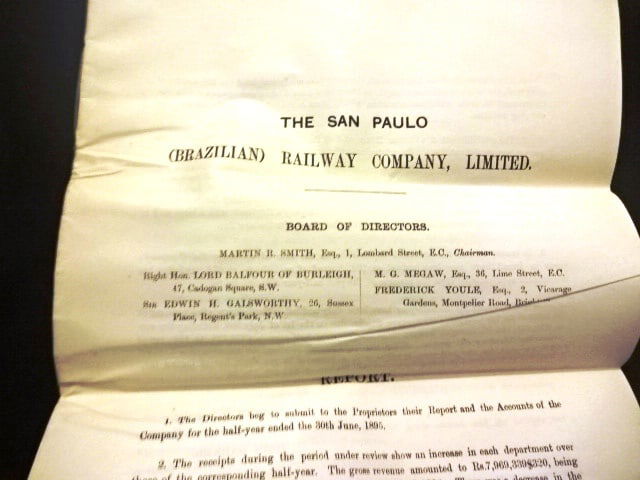 THE SAN PAULO
(BRAZILIAN) RAILWAY COMPANY, LIMITED.
BOARD OF DIRECTORS.
MARTIN R. SMITH, Esq., 1, Lombard Street, E.C., Chairman.
Right Hon. LORD BALFOUR OF BURLEIGH,
47, Cadogan Square, S.W.
Sir EDWIN H. GALSWORTHY, 26, Sussex
Place, Regent's Park, N.W
M. G. MEGAW, Esq., 36, Lime Street, E.C.
FREDERICK YOULE, Esq., 2, Vicarage
Gardens, Montpelier Road,
REPORT.
1. The Directors beg to submit to the Proprietors their Report and the Accounts of the
Company for the half-year ended the 30th June, 1895.
2. The receipts during the period under review show an increase in each department over
those of the corresponding half-year. The gross revenue amounted to Rs.7,969,339$320, being
decrease in the